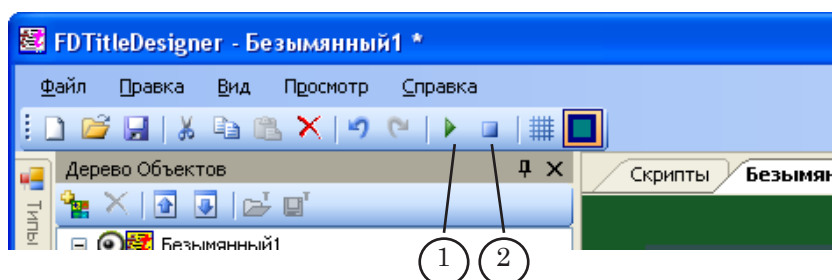 FDTitleDesigner - Безымянный1 *
Файл Правка Вид Просмотр Справка
Дерево Объектов
Скрипты Безымян
Типы
Безымянный1
1 2